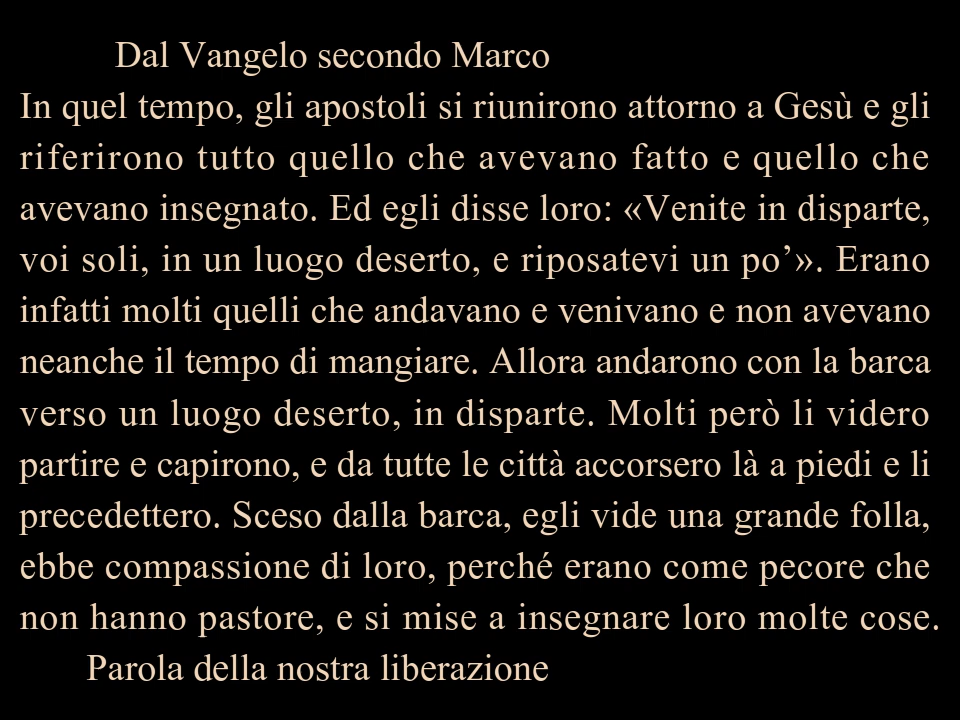 Dal Vangelo secondo Marco
In quel tempo, gli apostoli si riunirono attorno a Gesù e gli
riferirono tutto quello che avevano fatto e quello che
avevano insegnato. Ed egli disse loro: «Venite in disparte,
voi soli, in un luogo deserto, e riposatevi un po’». Erano
infatti molti quelli che andavano e venivano e non avevano
neanche il tempo di mangiare. Allora andarono con la barca
verso un luogo deserto, in disparte. Molti però li videro
partire e capirono, e da tutte le città accorsero là a piedi e li
precedettero. Sceso dalla barca, egli vide una grande folla,
ebbe compassione di loro, perché erano come pecore che
non hanno pastore, e si mise a insegnare loro molte cose.
Parola della nostra liberazione